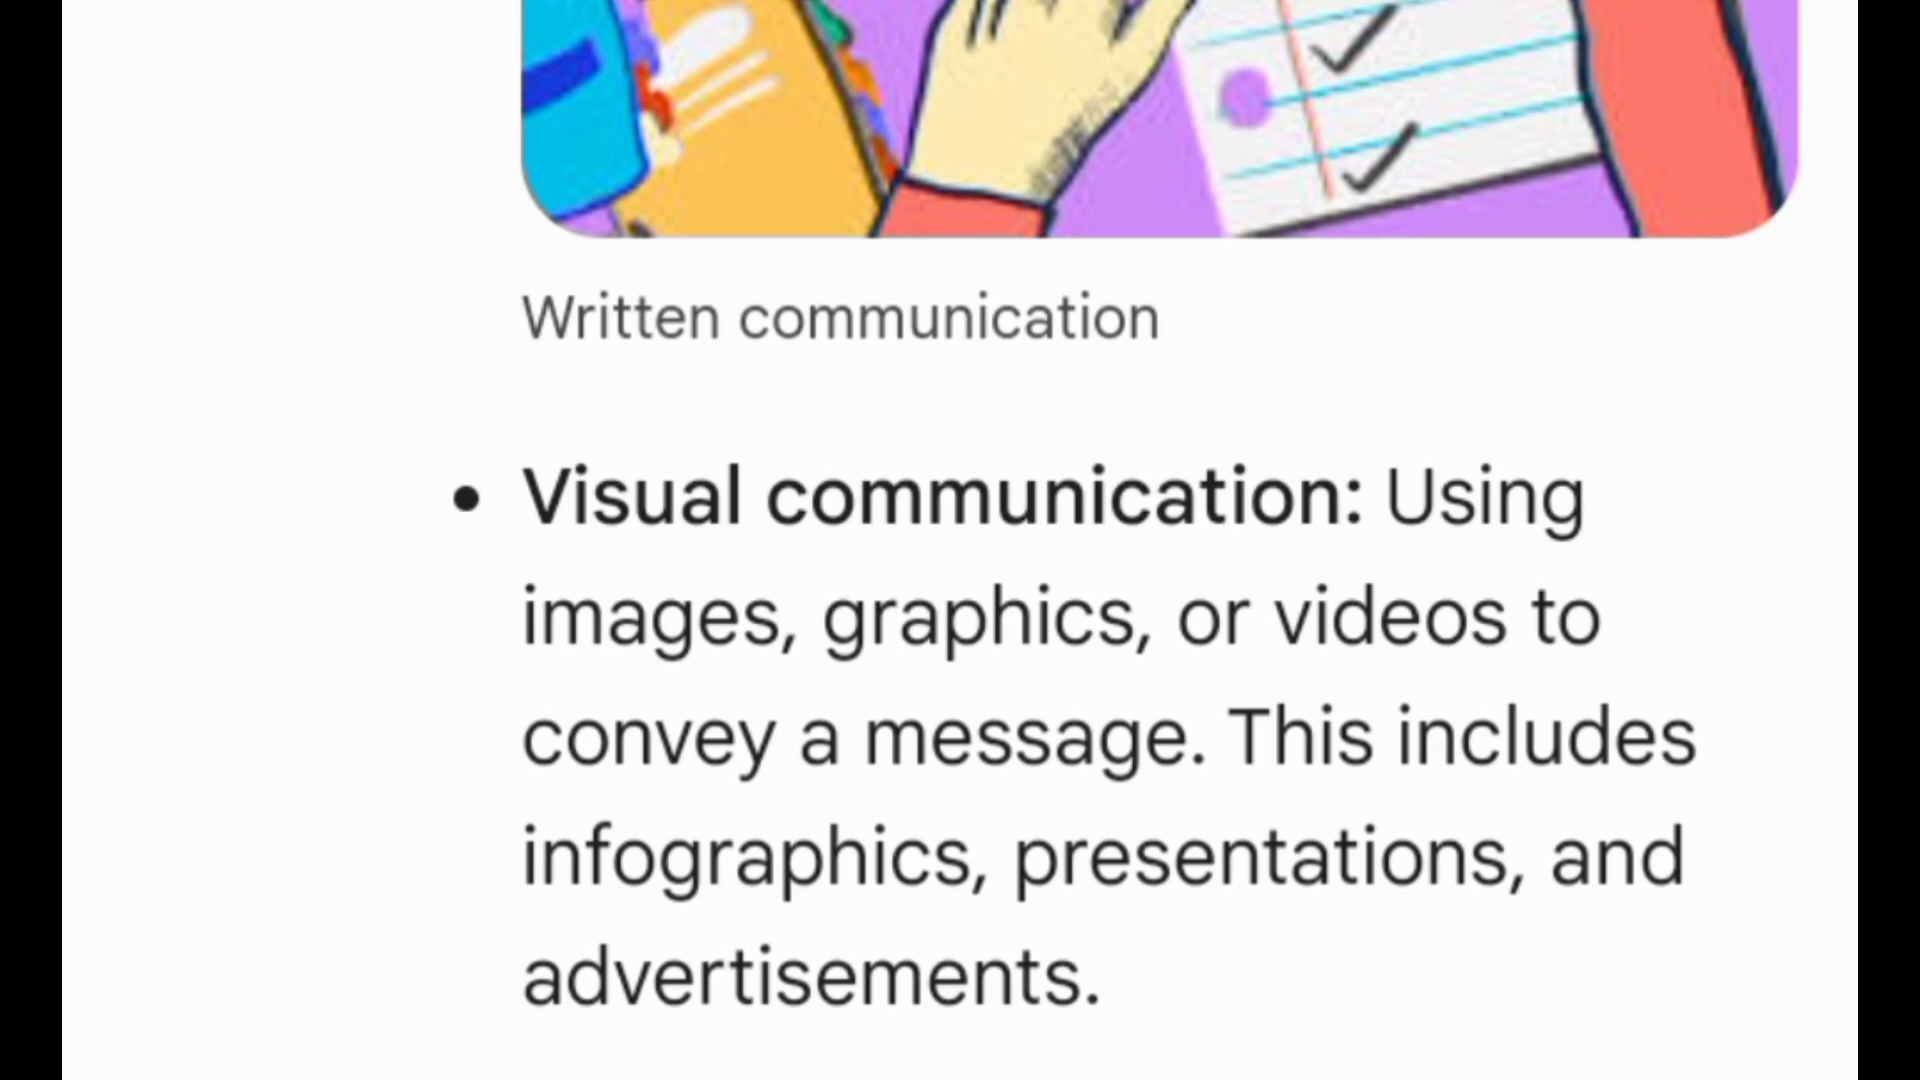 Written communication
• Visual communication: Using
images, graphics, or videos to
convey a message. This includes
infographics, presentations, and
advertisements.